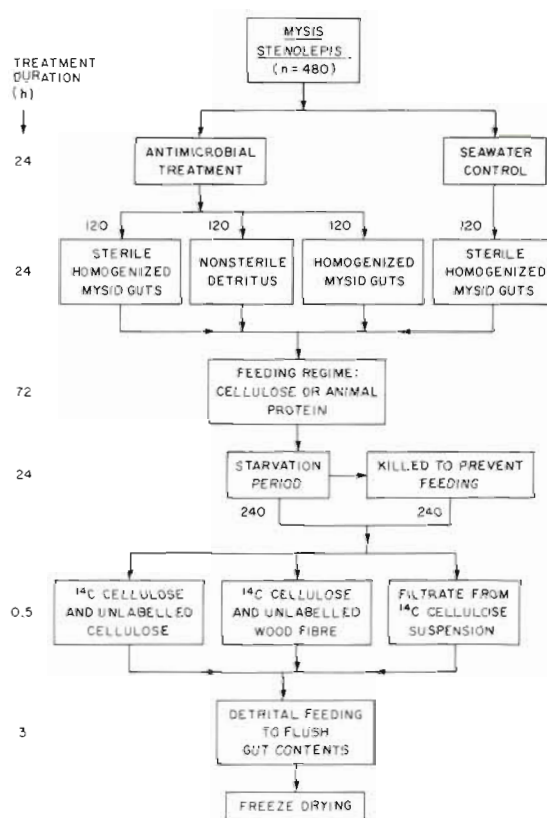 MYSIS
STENOLEPIS
(n = 480)
TREATMENT
DURATION
(h)
24
ANTIMICROBIAL
TREATMENT
SEAWATER
CONTROL
120
120
120
120
24
STERILE
HOMOGENIZED
MYSID GUTS
NONSTERILE
DETRITUS
HOMOGENIZED
MYSID GUTS
STERILE
HOMOGENIZED
MYSID GUTS
72
FEEDING REGIME:
CELLULOSE OR ANIMAL
PROTEIN
24
STARVATION
PERIOD
KILLED TO PREVENT
FEEDING
240
240
0.5
¹⁴C CELLULOSE
AND UNLABELLED
CELLULOSE
¹⁴C CELLULOSE
AND UNLABELLED
WOOD FIBRE
FILTRATE FROM
¹⁴C CELLULOSE
SUSPENSION
3
DETRITAL FEEDING
TO FLUSH
GUT CONTENTS
FREEZE DRYING